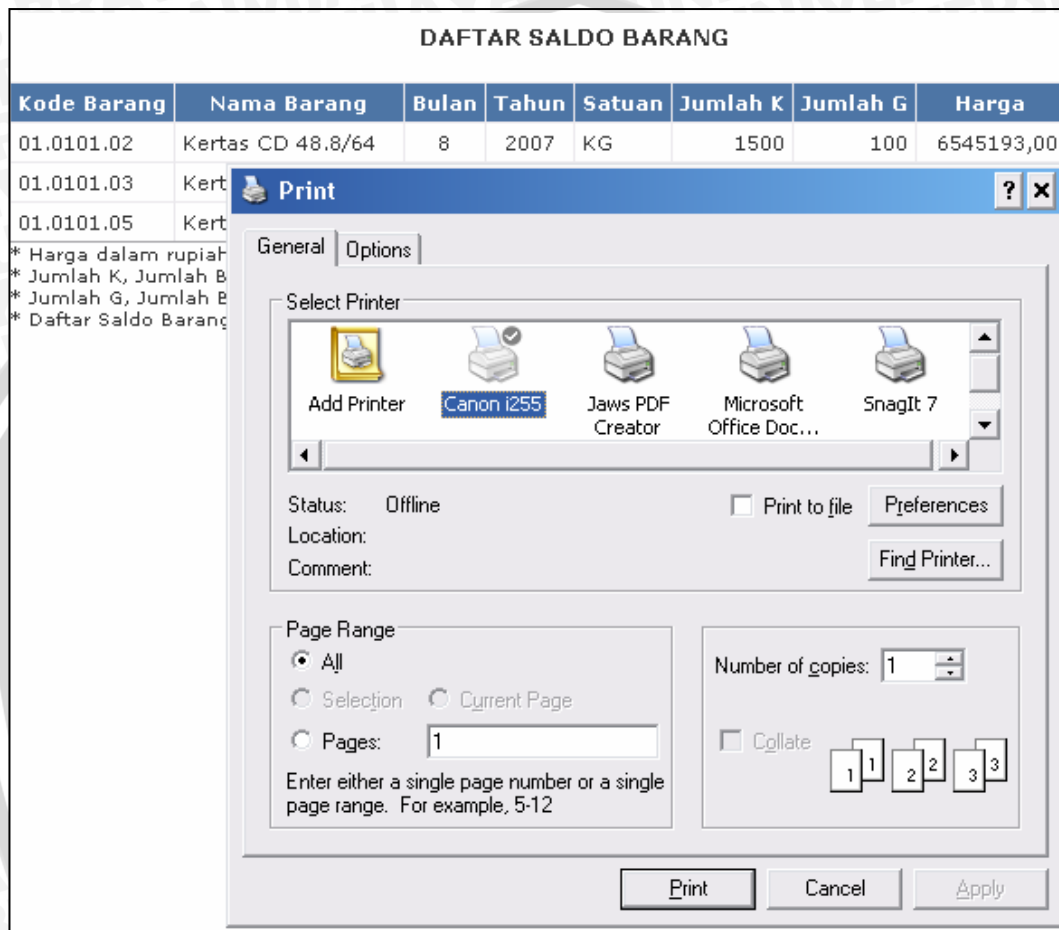 DAFTAR SALDO BARANG
Kode Barang Nama Barang Bulan Tahun Satuan Jumlah K Jumlah G Harga
01.0101.02 Kertas CD 48.8/64 8 2007 KG 1500 100 6545193,00
01.0101.03 Kert
01.0101.05 Kert
* Harga dalam rupiah
* Jumlah K, Jumlah B
* Jumlah G, Jumlah B
* Daftar Saldo Barang
Print ? x
General Options
Select Printer
Add Printer Canon i255 Jaws PDF Creator Microsoft Office Doc... SnagIt 7
Status: Offline Print to file Preferences
Location:
Comment: Find Printer...
Page Range
All
Number of copies: 1
Selection Current Page
Pages: 1
Collate
1 1 2 2 3 3
Enter either a single page number or a single
page range. For example, 5-12
Print Cancel Apply